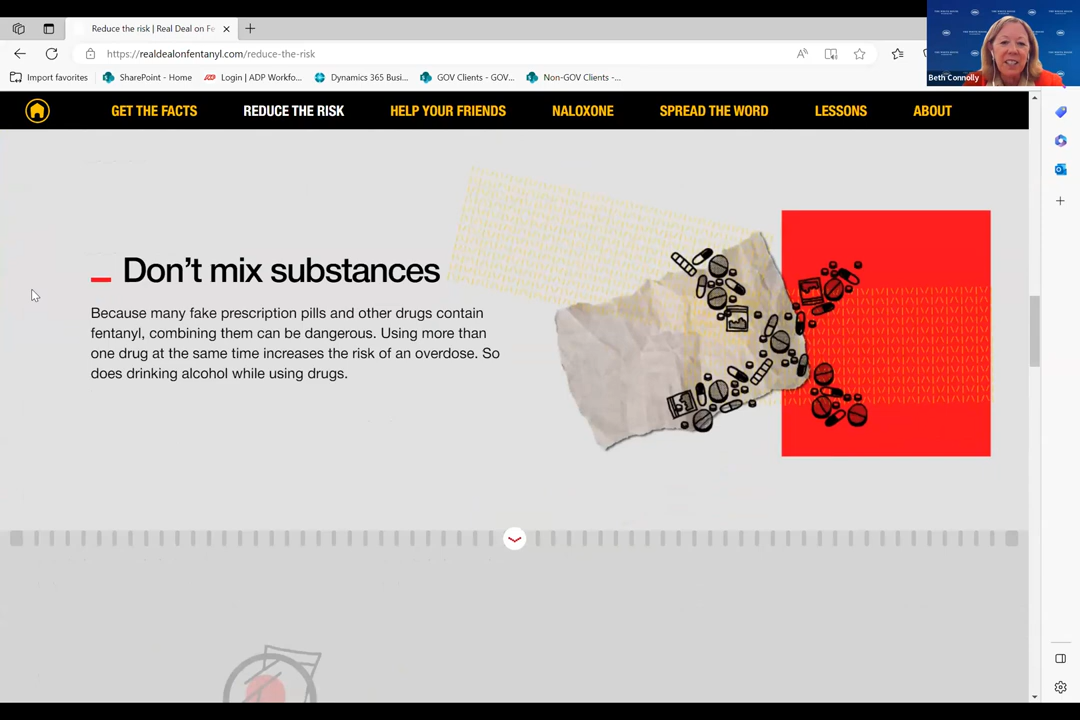 Reduce the risk | Real Deal on Fe
https://realdealonfentanyl.com/reduce-the-risk
Import favorites
SharePoint - Home
Login | ADP Workfo...
Dynamics 365 Busi...
GOV Clients - GOV...
Non-GOV Clients -...
Beth Connolly
GET THE FACTS
REDUCE THE RISK
HELP YOUR FRIENDS
NALOXONE
SPREAD THE WORD
LESSONS
ABOUT
Don't mix substances
Because many fake prescription pills and other drugs contain
fentanyl, combining them can be dangerous. Using more than
one drug at the same time increases the risk of an overdose. So
does drinking alcohol while using drugs.